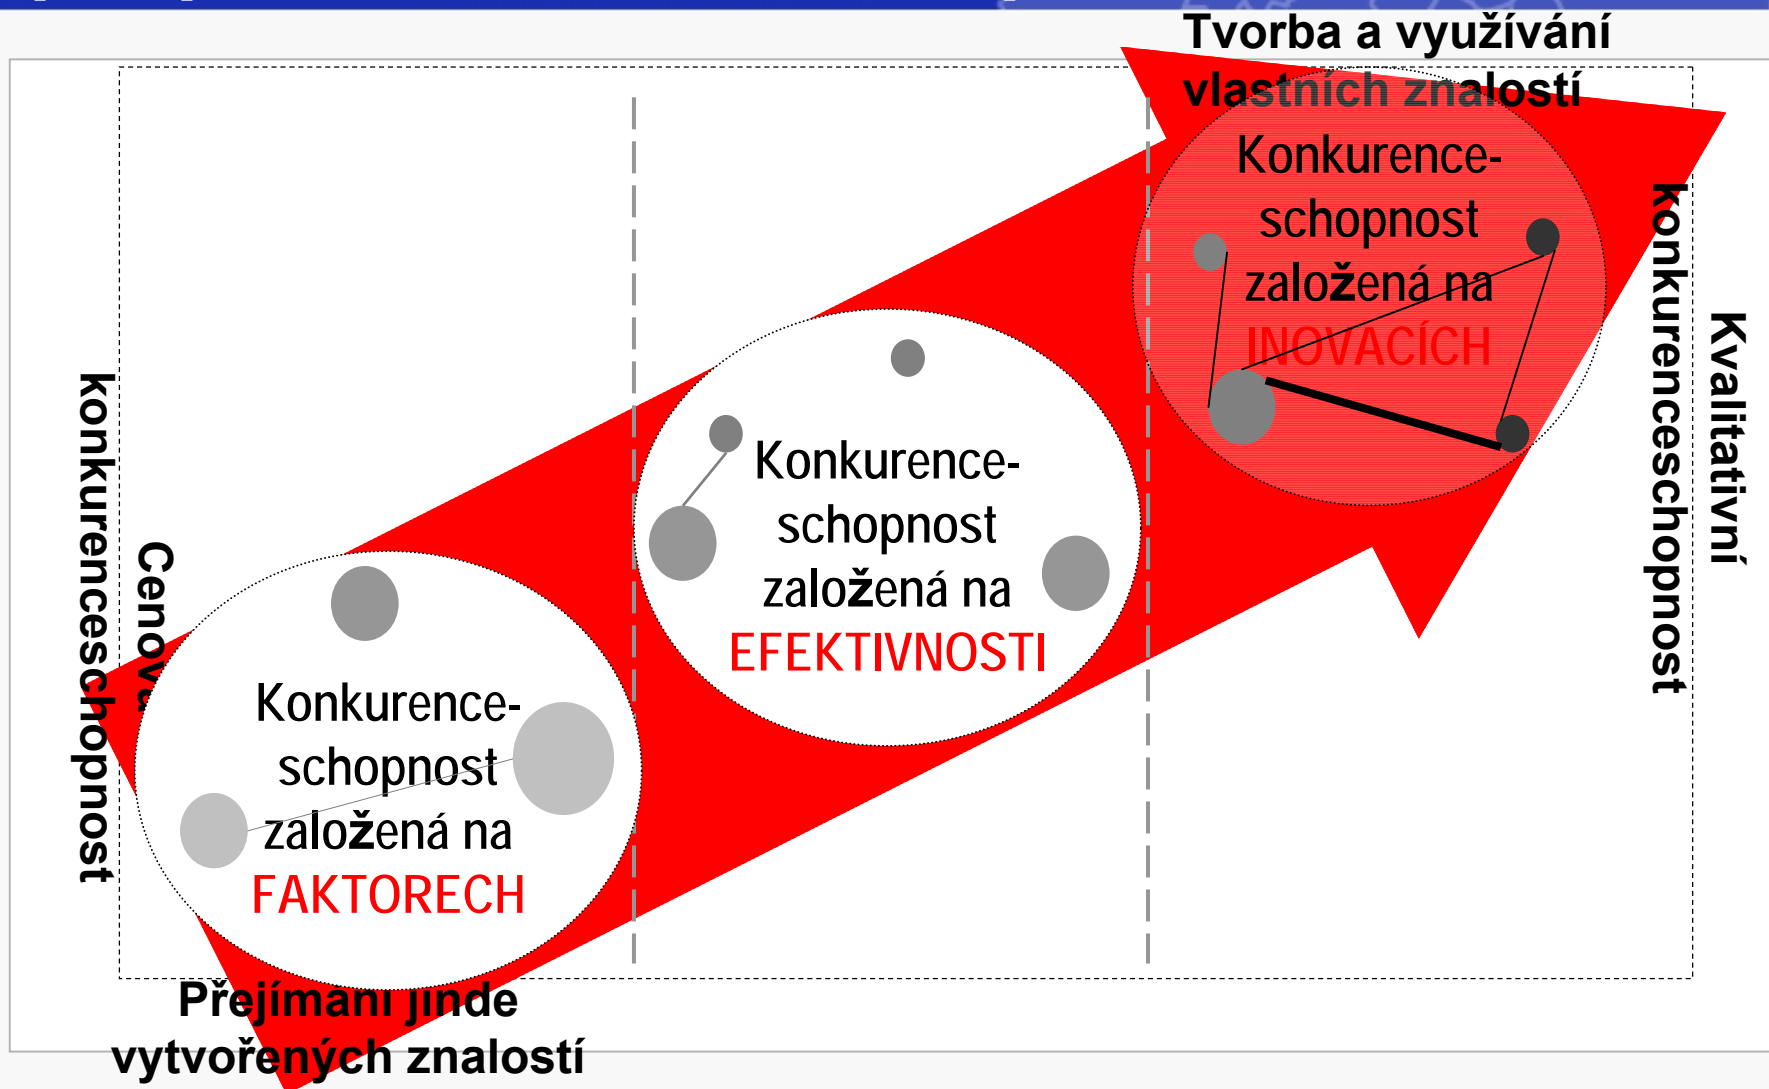 Tvorba a využívání
vlastních znalostí
Konkurence-
schopnost
založená na
INOVACÍCH
Kvalitativní
konkurenceschopnost
Konkurence-
schopnost
založená na
EFEKTIVNOSTI
Cenová
konkurenceschopnost
Konkurence-
schopnost
založená na
FAKTORECH
Přejímání jinde
vytvořených znalostí